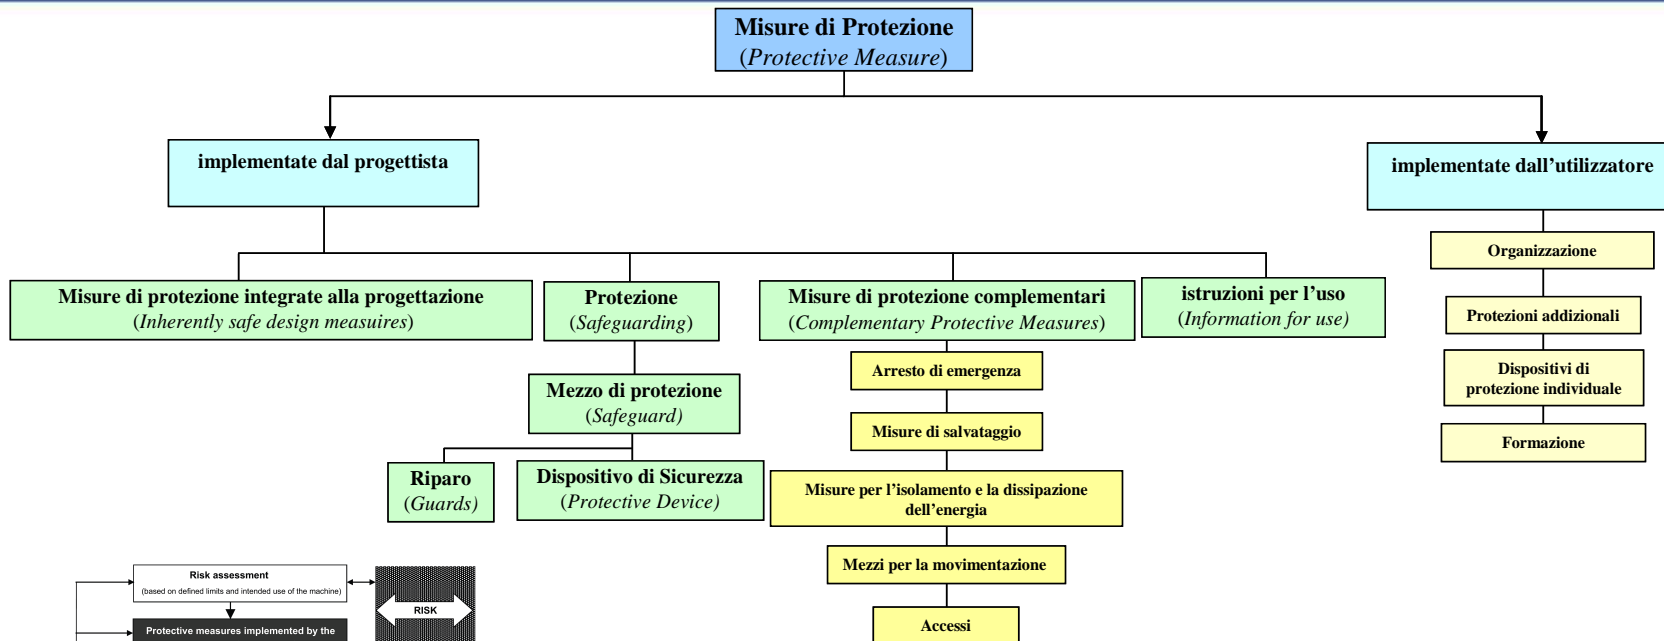 Misure di Protezione
(Protective Measure)
implementate dal progettista
implementate dall'utilizzatore
Organizzazione
Misure di protezione integrate alla progettazione
(Inherently safe design measuires)
Protezione
(Safeguarding)
Misure di protezione complementari
(Complementary Protective Measures)
istruzioni per l'uso
(Information for use)
Protezioni addizionali
Arresto di emergenza
Dispositivi di
protezione individuale
Mezzo di protezione
(Safeguard)
Misure di salvataggio
Formazione
Riparo
(Guards)
Dispositivo di Sicurezza
(Protective Device)
Misure per l'isolamento e la dissipazione
dell'energia
Mezzi per la movimentazione
Accessi
Risk assessment
(based on defined limits and intended use of the machine)
RISK
Protective measures implemented by the